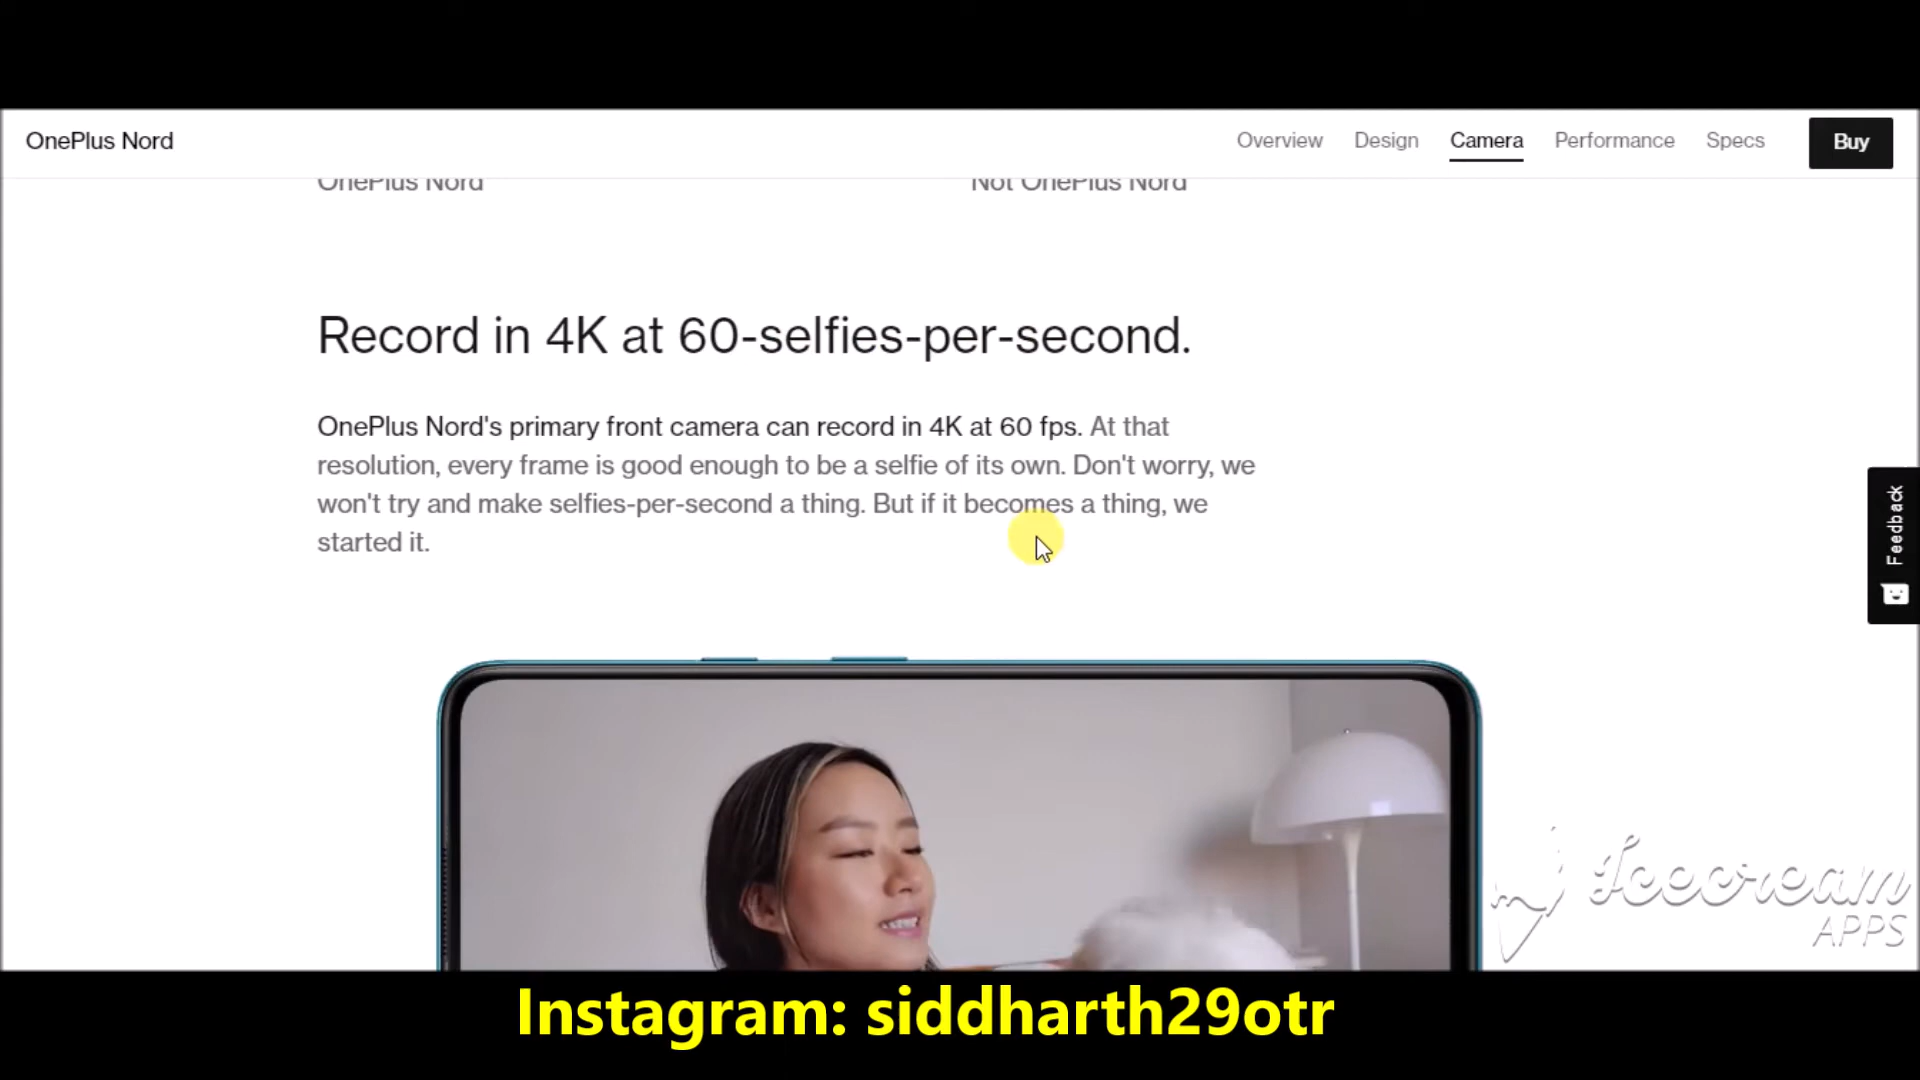 OnePlus Nord
Overview Design Camera Performance Specs Buy
OnePlus Nord Not OnePlus Nord
Record in 4K at 60-selfies-per-second.
OnePlus Nord's primary front camera can record in 4K at 60 fps. At that
resolution, every frame is good enough to be a selfie of its own. Don't worry, we
won't try and make selfies-per-second a thing. But if it becomes a thing, we
started it.
Feedback
Icecream
APPS
Instagram: siddharth29otr